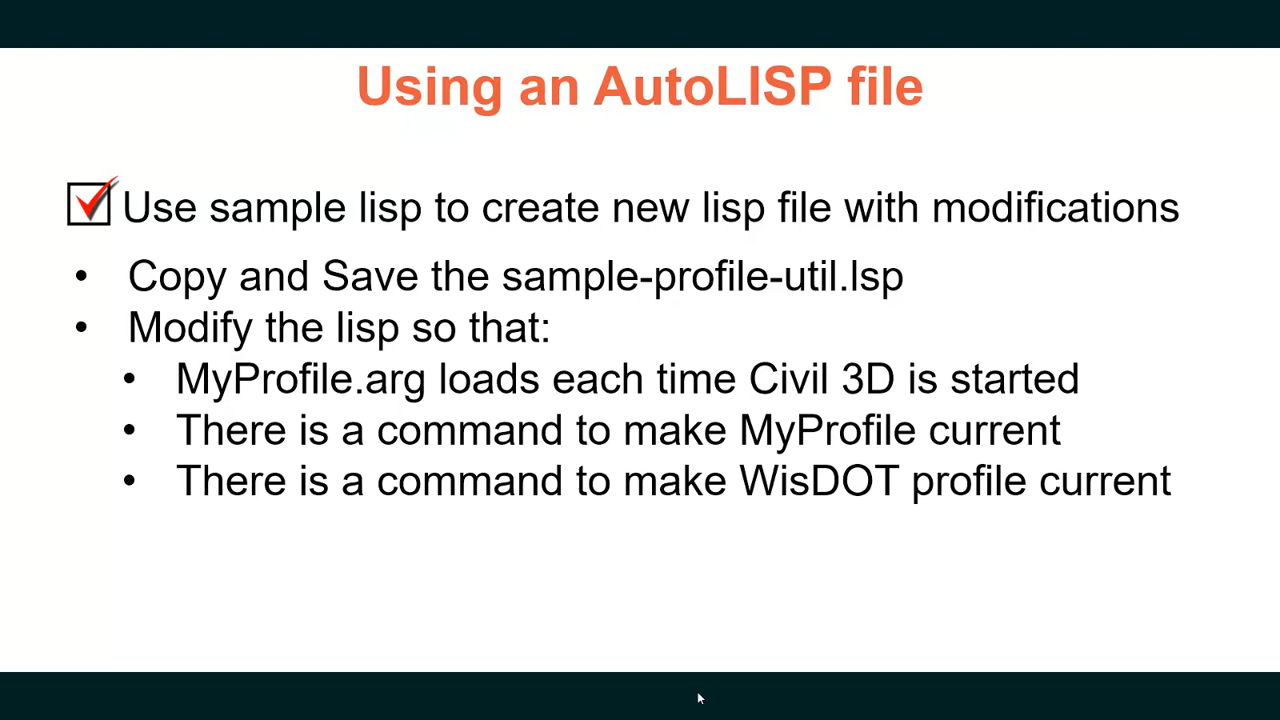 Using an AutoLISP file
Use sample lisp to create new lisp file with modifications
• Copy and Save the sample-profile-util.lsp
• Modify the lisp so that:
• MyProfile.arg loads each time Civil 3D is started
• There is a command to make MyProfile current
• There is a command to make WisDOT profile current